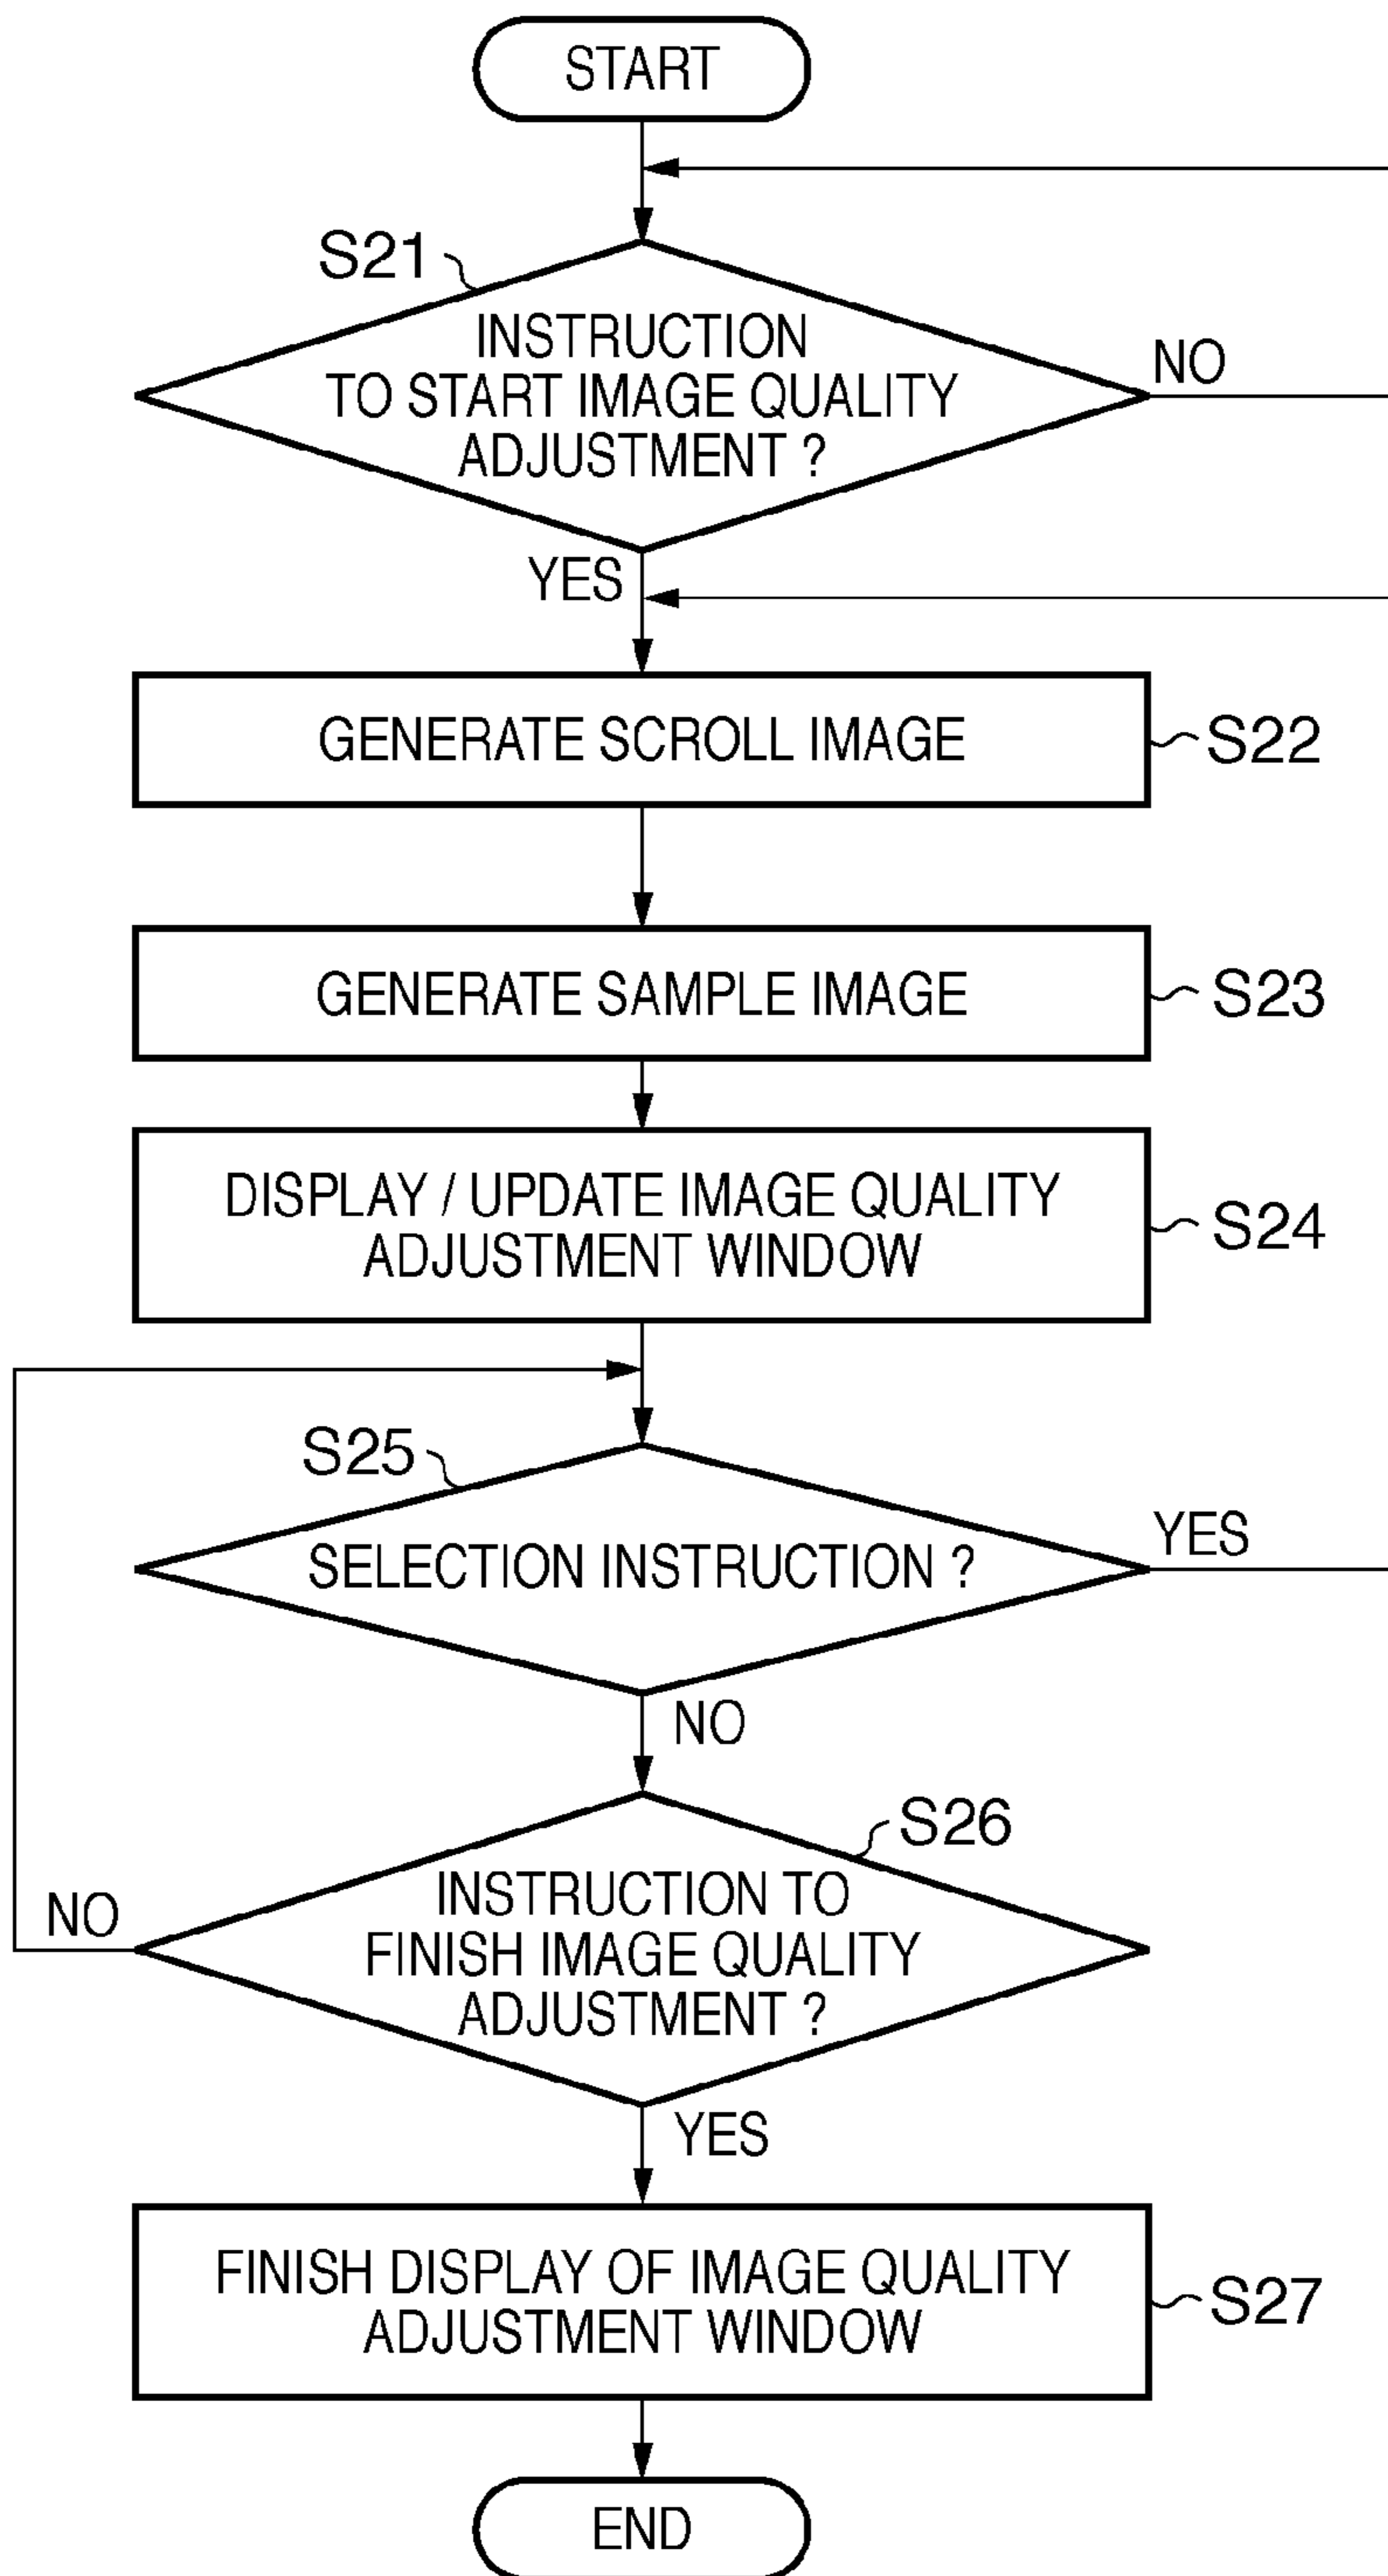 START
S21
INSTRUCTION
TO START IMAGE QUALITY
ADJUSTMENT ?
NO
YES
GENERATE SCROLL IMAGE
S22
GENERATE SAMPLE IMAGE
S23
DISPLAY / UPDATE IMAGE QUALITY
ADJUSTMENT WINDOW
S24
S25
SELECTION INSTRUCTION ?
YES
NO
S26
INSTRUCTION TO
FINISH IMAGE QUALITY
ADJUSTMENT ?
NO
YES
FINISH DISPLAY OF IMAGE QUALITY
ADJUSTMENT WINDOW
S27
END